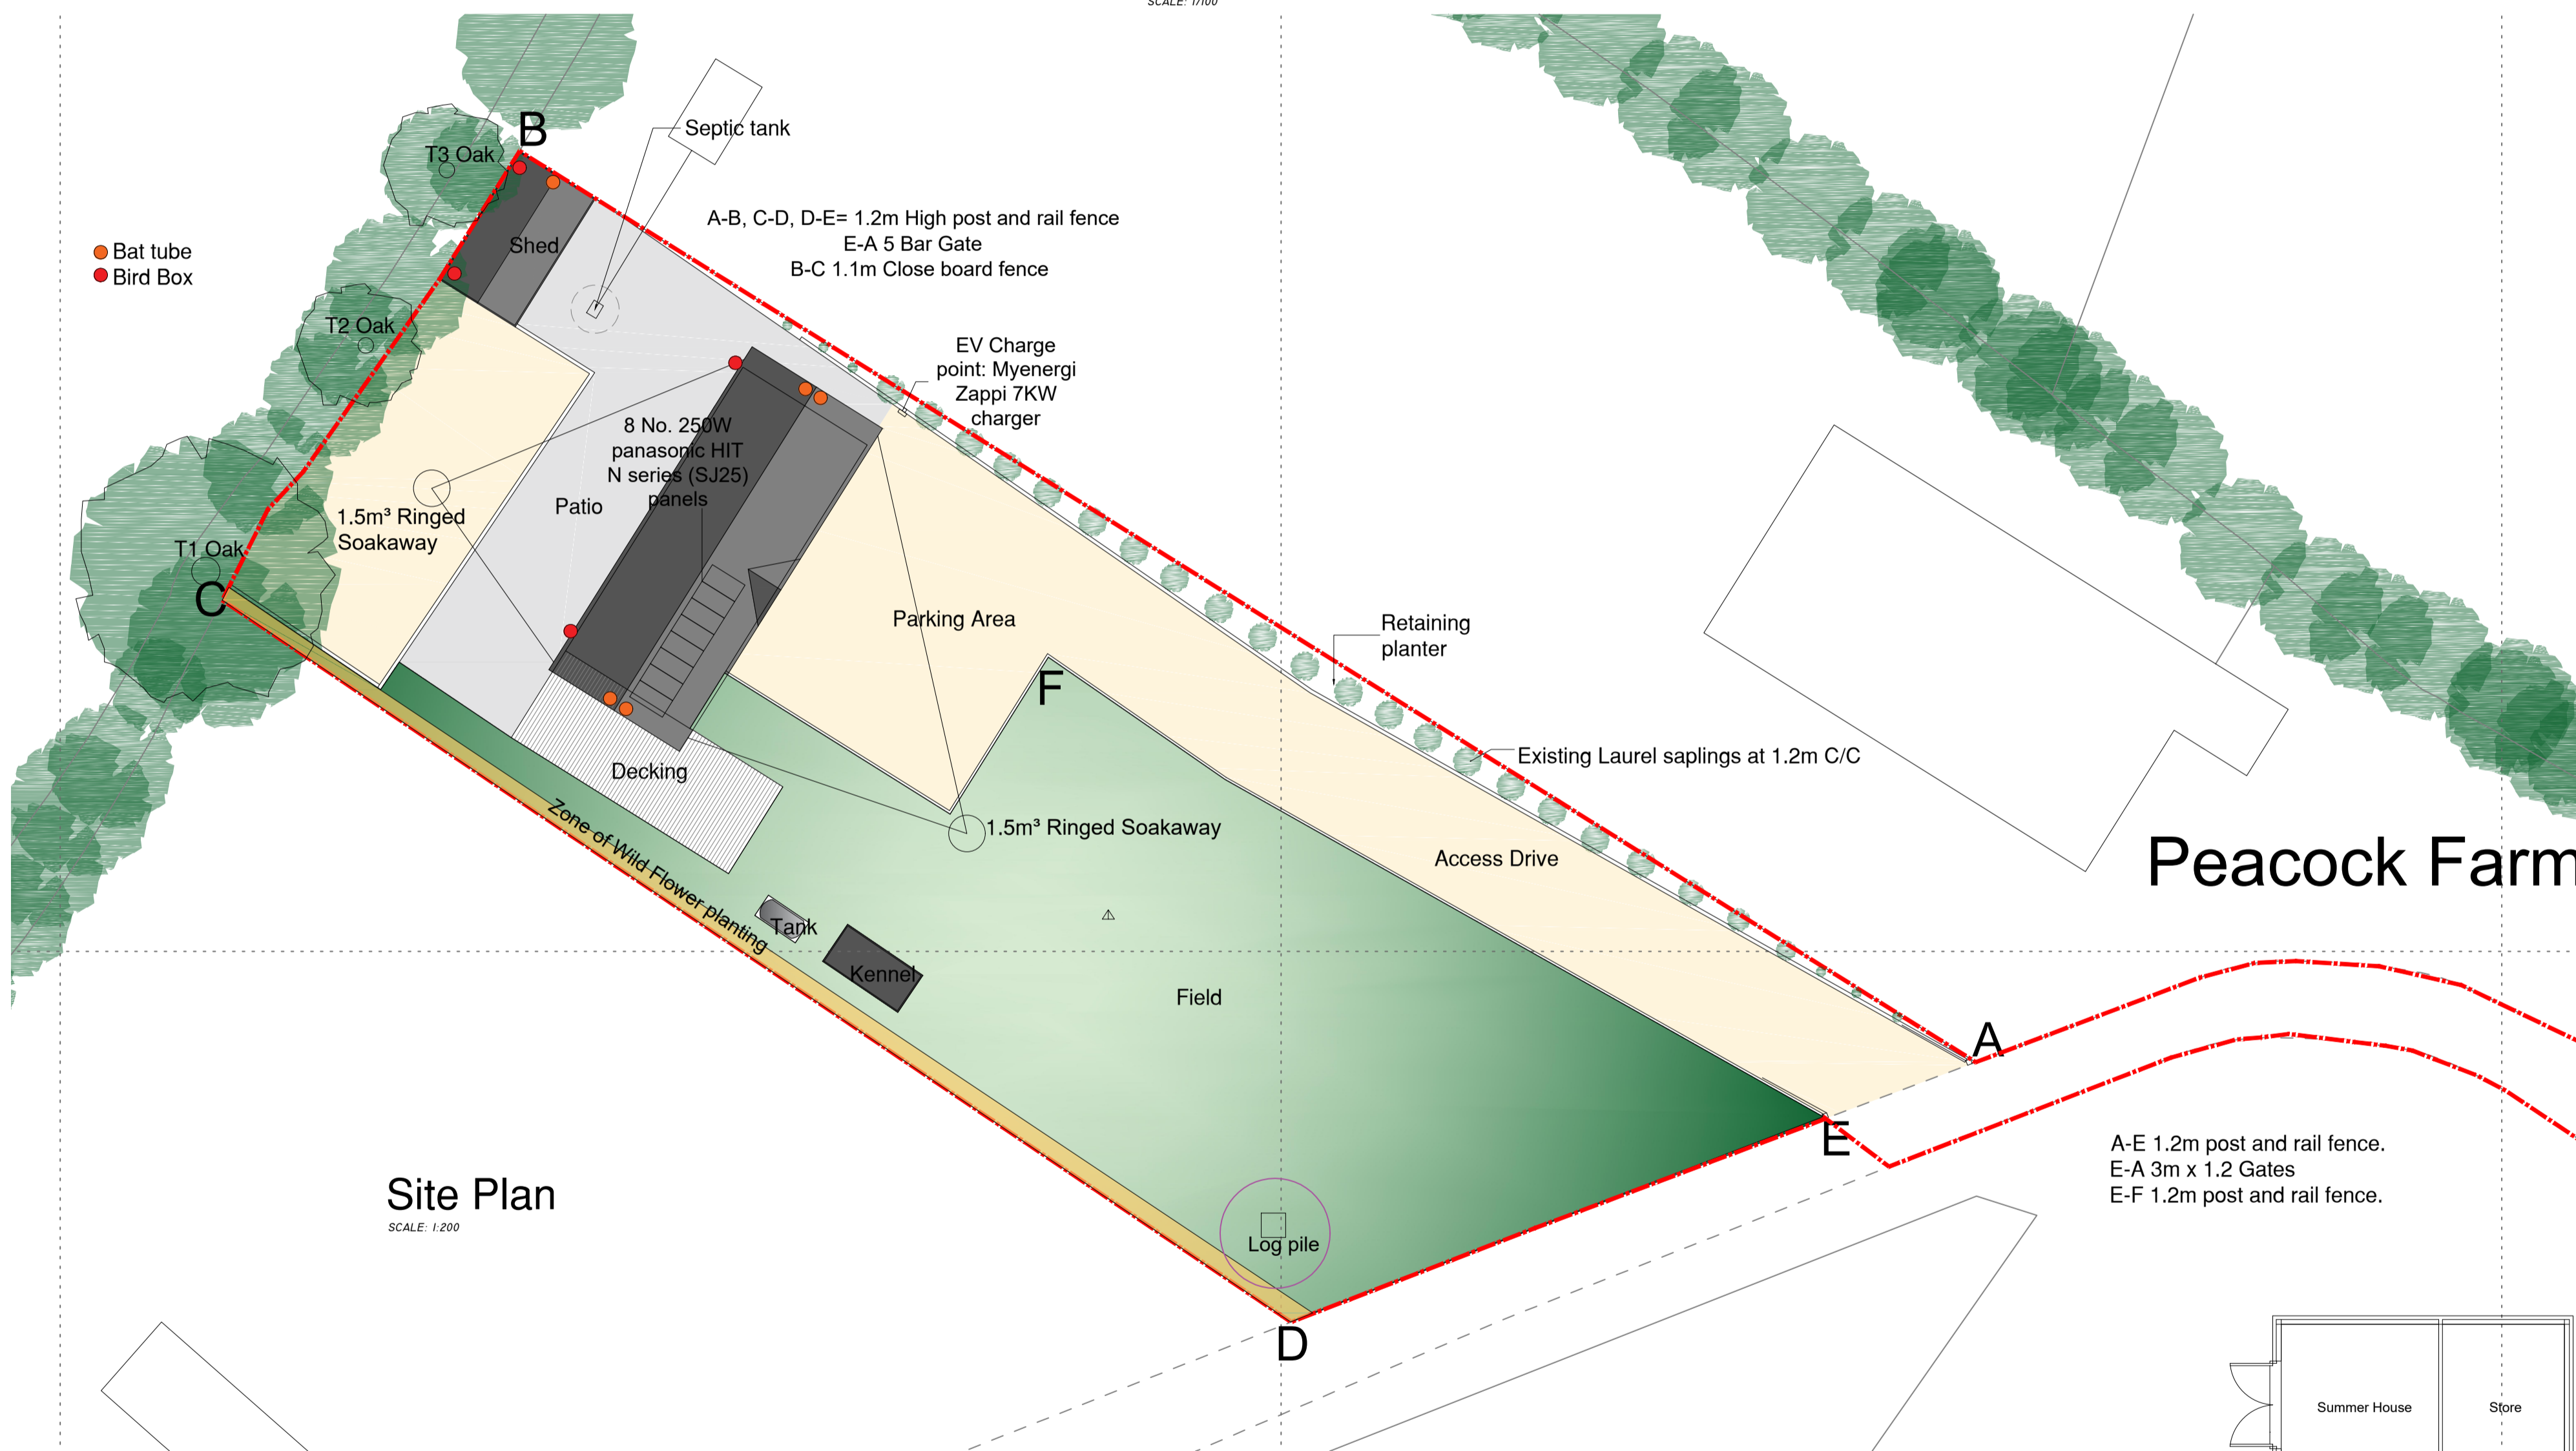 SCALE: 1/100
B
Septic tank
T3 Oak
A-B, C-D, D-E= 1.2m High post and rail fence
E-A 5 Bar Gate
B-C 1.1m Close board fence
Shed
Bat tube
Bird Box
T2 Oak
EV Charge
point: Myenergi
Zappi 7KW
charger
8 No. 250W
panasonic HIT
N series (SJ25)
panels
Patio
1.5m³ Ringed
Soakaway
T1 Oak
C
Parking Area
Retaining
planter
F
Existing Laurel saplings at 1.2m C/C
Decking
Zone of Wild Flower planting
1.5m³ Ringed Soakaway
Access Drive
Peacock Farm
Tank
Kennel
Field
A
E
A-E 1.2m post and rail fence.
E-A 3m x 1.2 Gates
E-F 1.2m post and rail fence.
Site Plan
SCALE: 1:200
Log pile
D
Summer House
Store